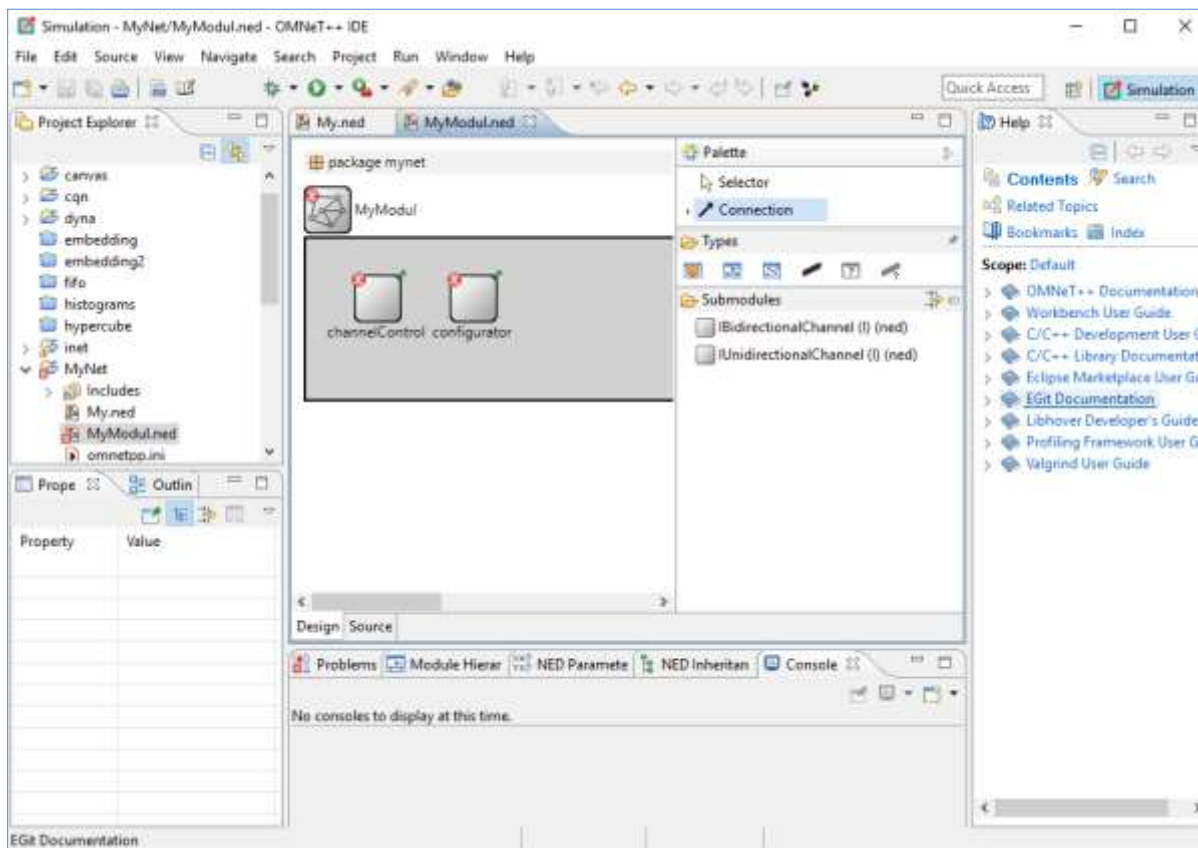 Simulation - MyNet/MyModul.ned - OMNeT++ IDE
File Edit Source View Navigate Search Project Run Window Help
Quick Access
Simulation
Project Explorer
canvas
cqn
dyna
embedding
embedding2
fifo
histograms
hypercube
inet
MyNet
Includes
My.ned
MyModul.ned
omnetpp.ini
Prope Outlin
Property Value
My.ned MyModul.ned
package mynet
MyModul
channelControl configurator
Palette
Selector
Connection
Types
Submodules
IBidirectionalChannel (I) (ned)
IUnidirectionalChannel (I) (ned)
Design Source
Problems Module Hierar NED Paramete NED Inheritan Console
No consoles to display at this time.
Help
Contents Search
Related Topics
Bookmarks Index
Scope: Default
OMNeT++ Documentation
Workbench User Guide
C/C++ Development User G
C/C++ Library Documentat
Eclipse Marketplace User Gu
EGit Documentation
Libhover Developer's Guide
Profiling Framework User G
Valgrind User Guide
EGit Documentation